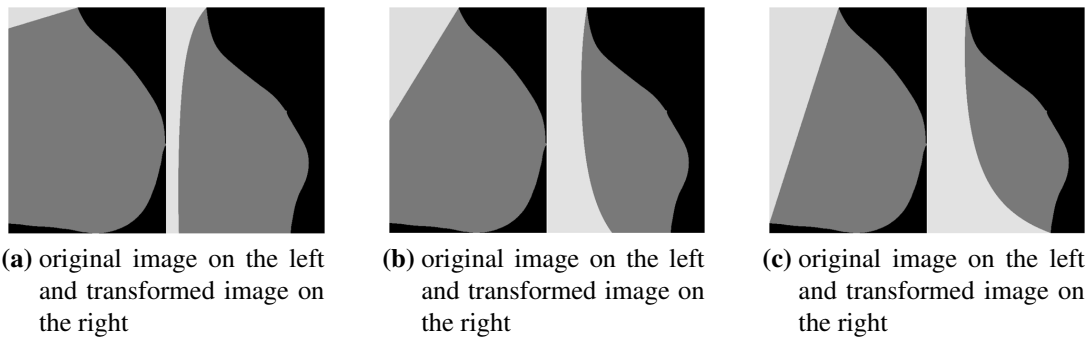 (a) original image on the left
and transformed image on
the right
(b) original image on the left
and transformed image on
the right
(c) original image on the left
and transformed image on
the right